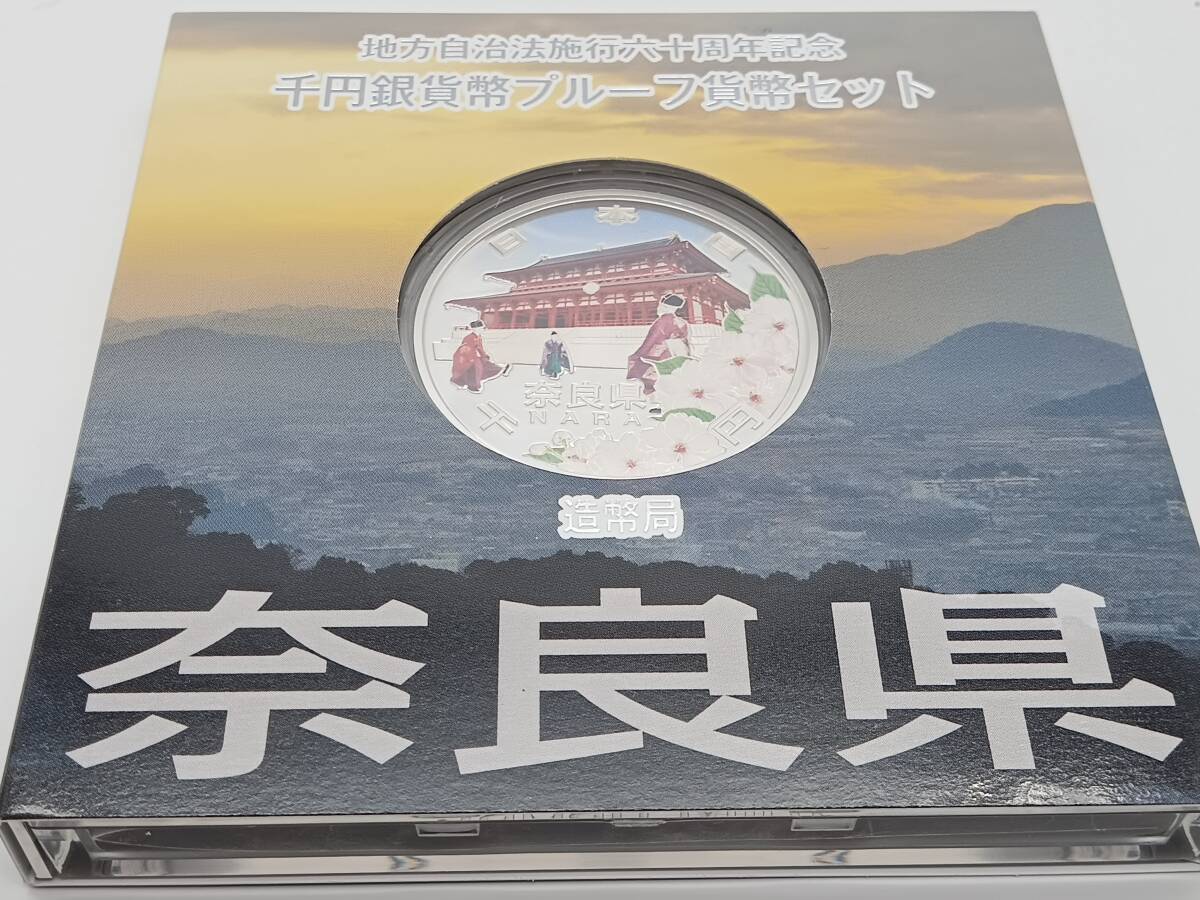 地方自治法施行六十周年記念
千円銀貨幣プルーフ貨幣セット
日本国
奈良県
NARA
千円
造幣局
奈良県